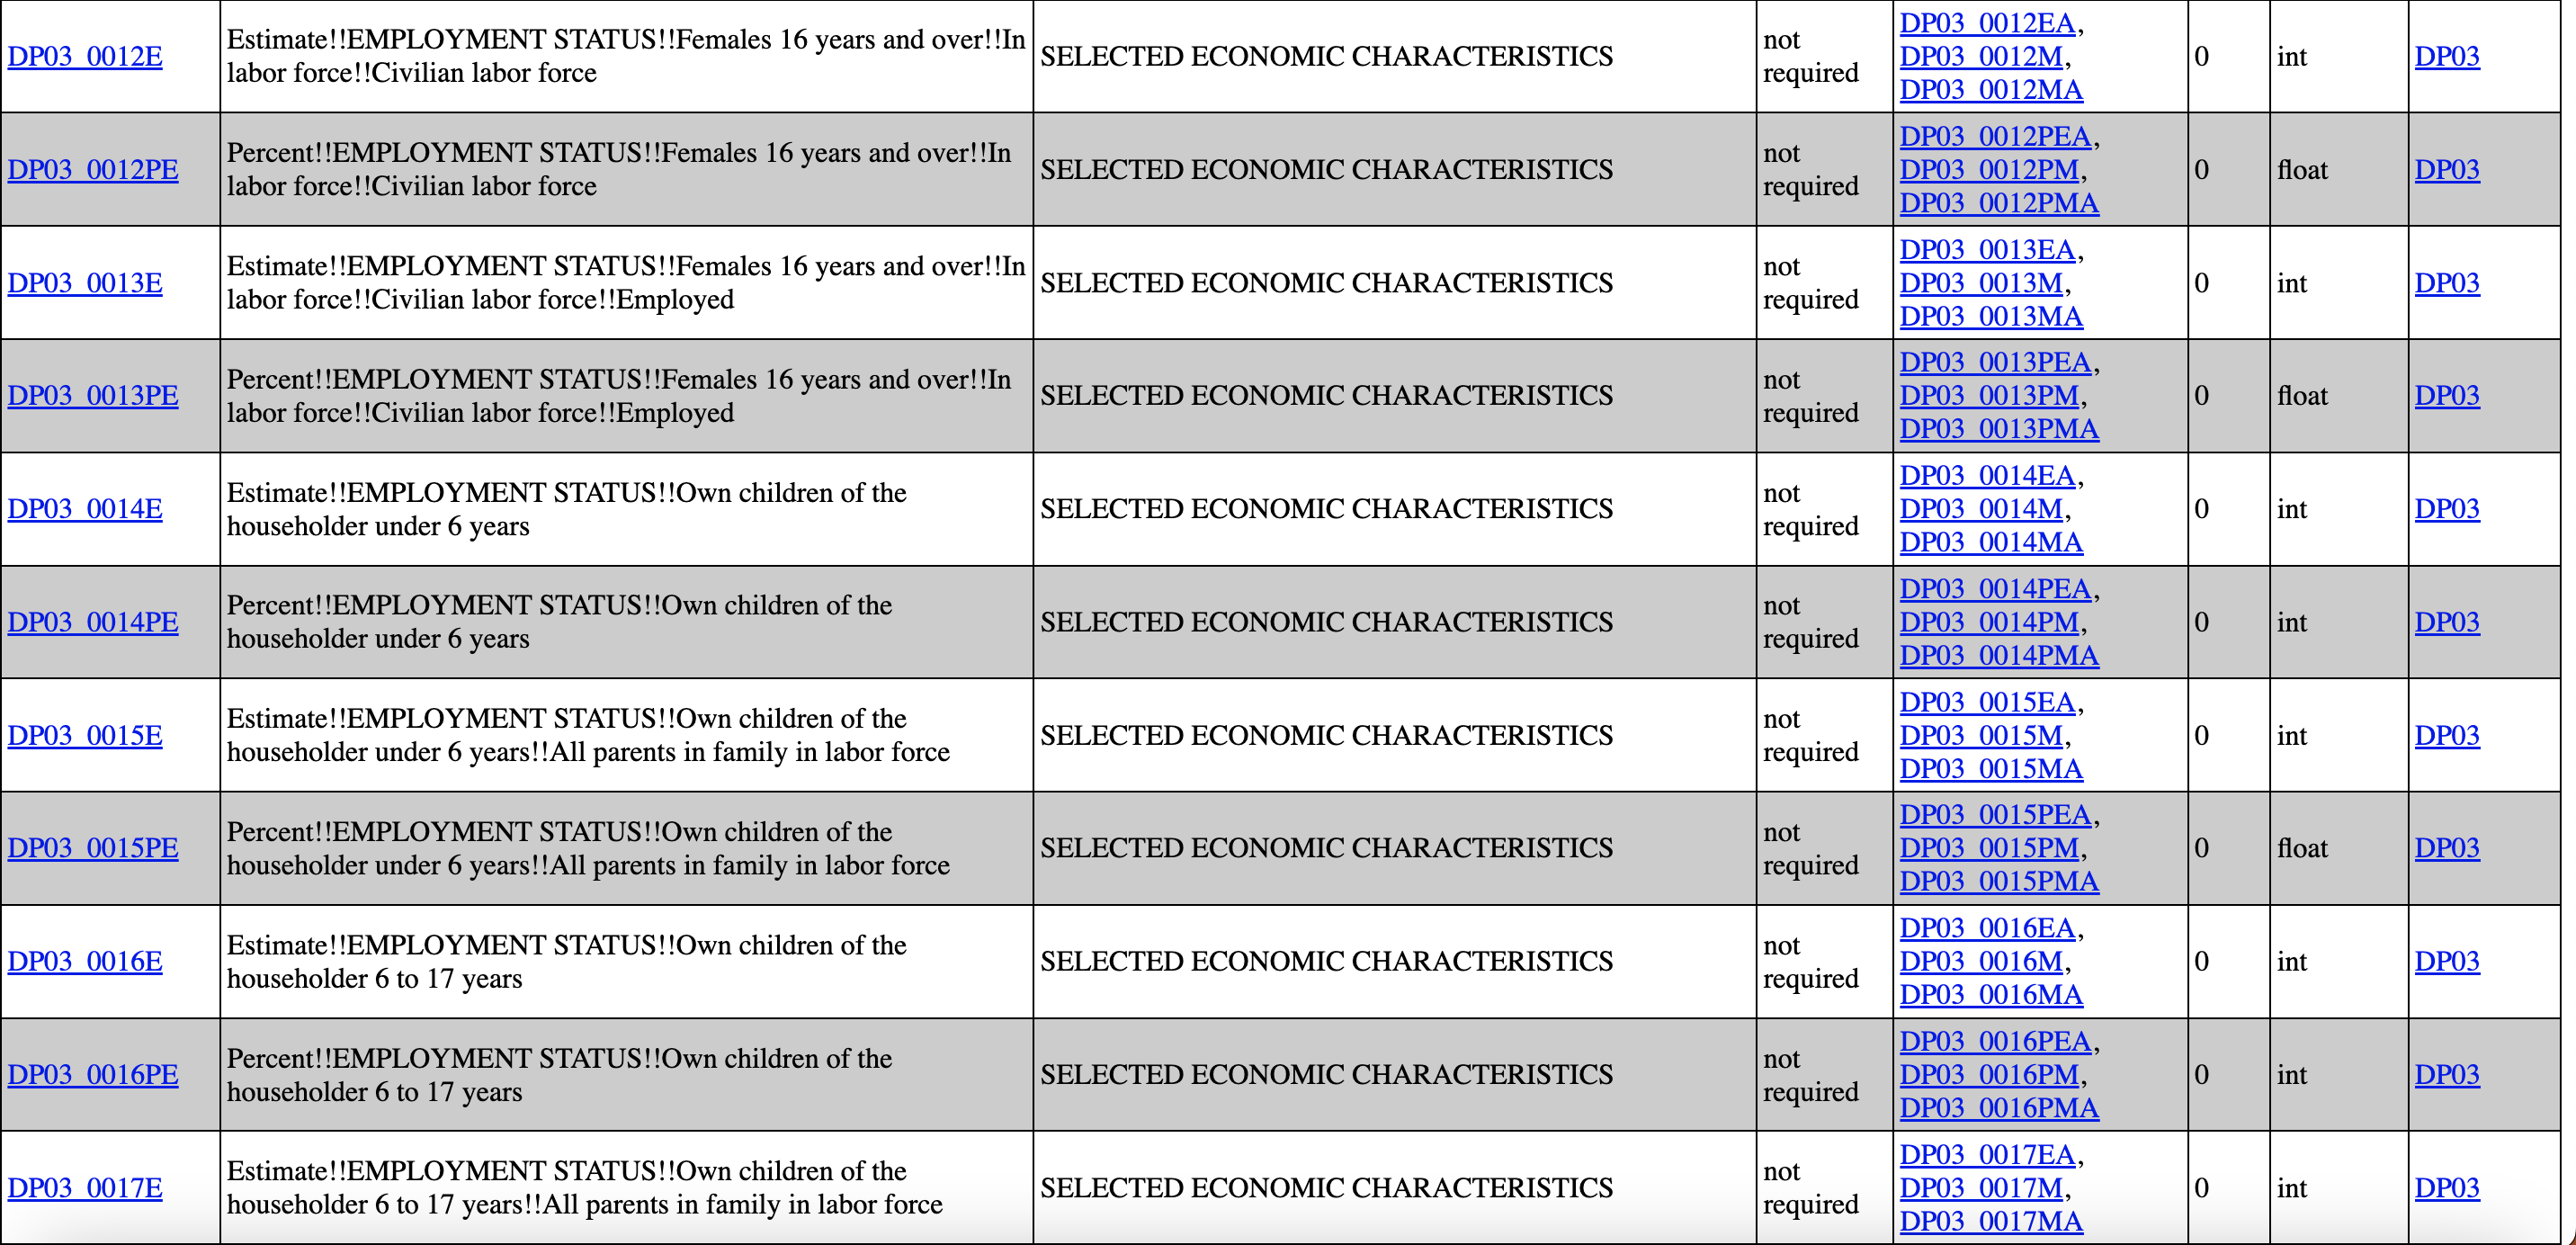 DP03_0012E
Estimate!!EMPLOYMENT STATUS!!Females 16 years and over!!In
labor force!!Civilian labor force
SELECTED ECONOMIC CHARACTERISTICS
not
required
DP03_0012EA,
DP03_0012M,
DP03_0012MA
0
int
DP03
DP03_0012PE
Percent!!EMPLOYMENT STATUS!!Females 16 years and over!!In
labor force!!Civilian labor force
SELECTED ECONOMIC CHARACTERISTICS
not
required
DP03_0012PEA,
DP03_0012PM,
DP03_0012PMA
0
float
DP03
DP03_0013E
Estimate!!EMPLOYMENT STATUS!!Females 16 years and over!!In
labor force!!Civilian labor force!!Employed
SELECTED ECONOMIC CHARACTERISTICS
not
required
DP03_0013EA,
DP03_0013M,
DP03_0013MA
0
int
DP03
DP03_0013PE
Percent!!EMPLOYMENT STATUS!!Females 16 years and over!!In
labor force!!Civilian labor force!!Employed
SELECTED ECONOMIC CHARACTERISTICS
not
required
DP03_0013PEA,
DP03_0013PM,
DP03_0013PMA
0
float
DP03
DP03_0014E
Estimate!!EMPLOYMENT STATUS!!Own children of the
householder under 6 years
SELECTED ECONOMIC CHARACTERISTICS
not
required
DP03_0014EA,
DP03_0014M,
DP03_0014MA
0
int
DP03
DP03_0014PE
Percent!!EMPLOYMENT STATUS!!Own children of the
householder under 6 years
SELECTED ECONOMIC CHARACTERISTICS
not
required
DP03_0014PEA,
DP03_0014PM,
DP03_0014PMA
0
int
DP03
DP03_0015E
Estimate!!EMPLOYMENT STATUS!!Own children of the
householder under 6 years!!All parents in family in labor force
SELECTED ECONOMIC CHARACTERISTICS
not
required
DP03_0015EA,
DP03_0015M,
DP03_0015MA
0
int
DP03
DP03_0015PE
Percent!!EMPLOYMENT STATUS!!Own children of the
householder under 6 years!!All parents in family in labor force
SELECTED ECONOMIC CHARACTERISTICS
not
required
DP03_0015PEA,
DP03_0015PM,
DP03_0015PMA
0
float
DP03
DP03_0016E
Estimate!!EMPLOYMENT STATUS!!Own children of the
householder 6 to 17 years
SELECTED ECONOMIC CHARACTERISTICS
not
required
DP03_0016EA,
DP03_0016M,
DP03_0016MA
0
int
DP03
DP03_0016PE
Percent!!EMPLOYMENT STATUS!!Own children of the
householder 6 to 17 years
SELECTED ECONOMIC CHARACTERISTICS
not
required
DP03_0016PEA,
DP03_0016PM,
DP03_0016PMA
0
int
DP03
DP03_0017E
Estimate!!EMPLOYMENT STATUS!!Own children of the
householder 6 to 17 years!!All parents in family in labor force
SELECTED ECONOMIC CHARACTERISTICS
not
required
DP03_0017EA,
DP03_0017M,
DP03_0017MA
0
int
DP03